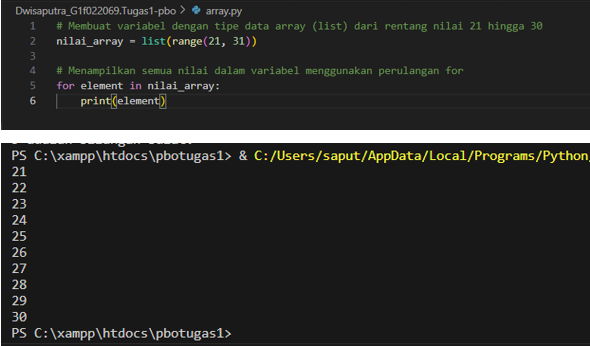 Dwisaputra_G1f022069.Tugas1-pbo > array.py
1 # Membuat variabel dengan tipe data array (list) dari rentang nilai 21 hingga 30
2 nilai_array = list(range(21, 31))
3
4 # Menampilkan semua nilai dalam variabel menggunakan perulangan for
5 for element in nilai_array:
6 print(element)
PS C:\xampp\htdocs\pbotugas1> & C:/Users/saput/AppData/Local/Programs/Python
21
22
23
24
25
26
27
28
29
30
PS C:\xampp\htdocs\pbotugas1>